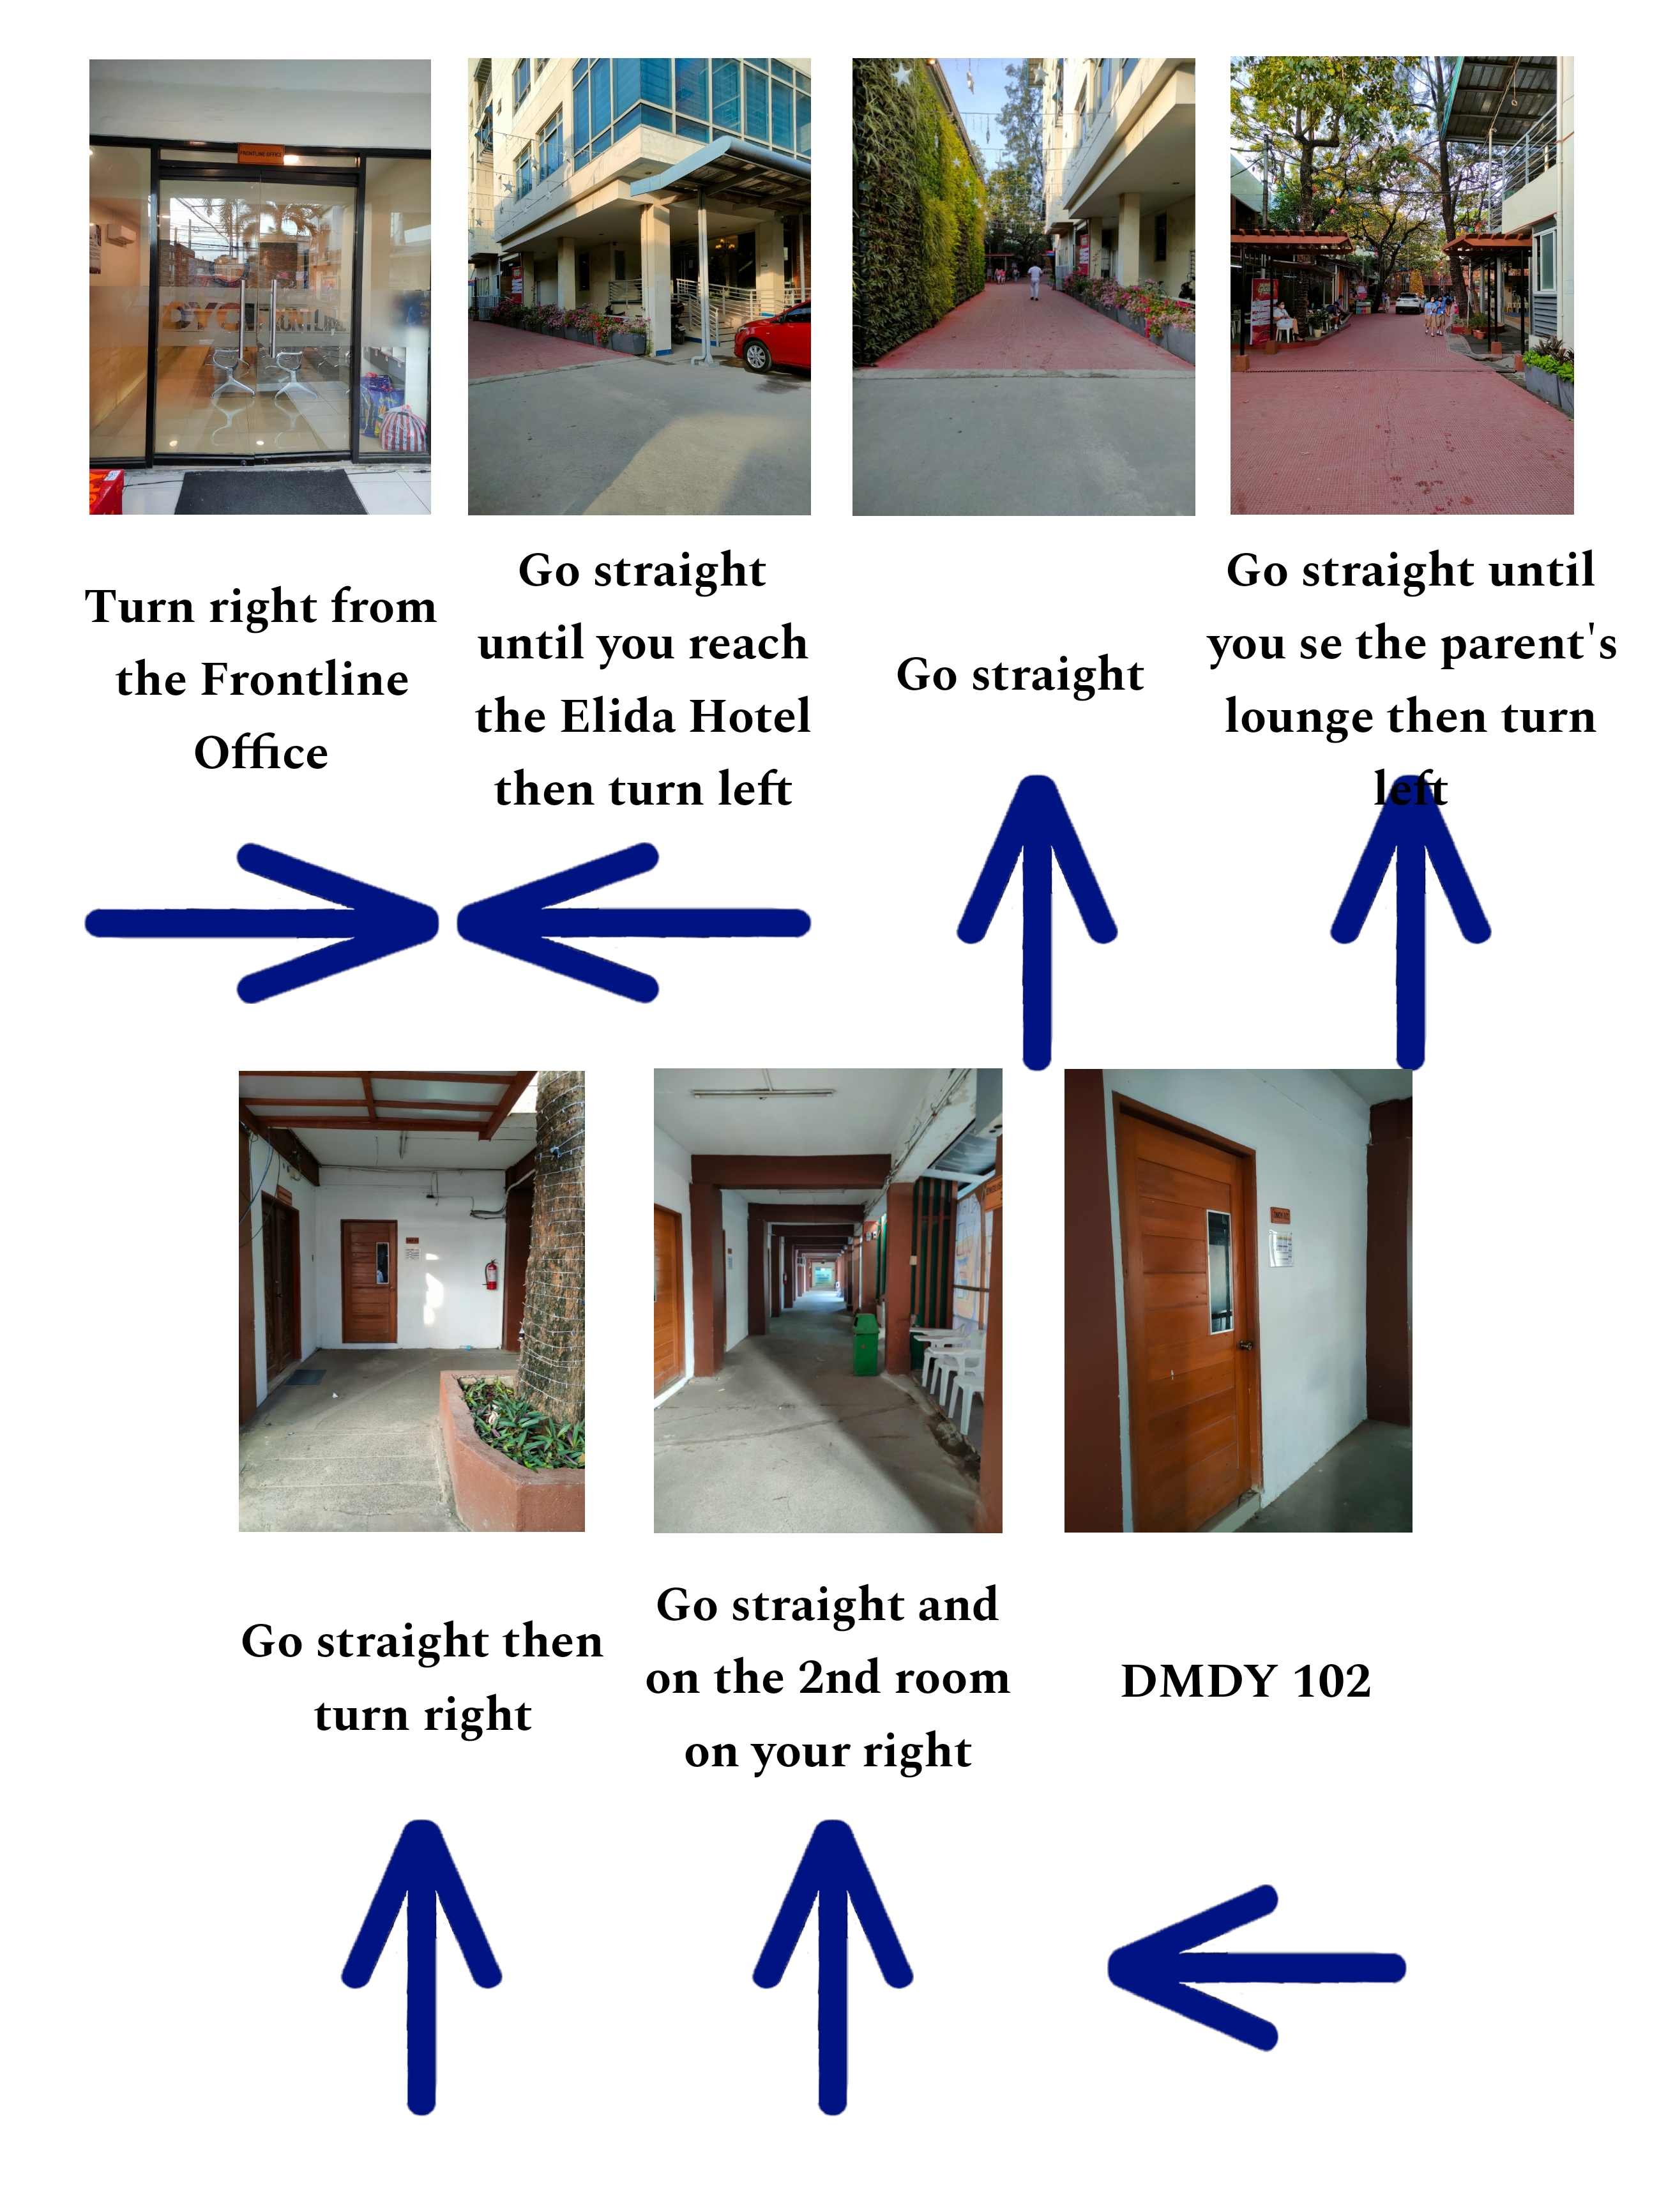 FRONTLINE OFFICE
Turn right from
the Frontline
Office
Go straight
until you reach
the Elida Hotel
then turn left
Go straight
Go straight until
you se the parent's
lounge then turn
left
Go straight then
turn right
Go straight and
on the 2nd room
on your right
DMDY 102